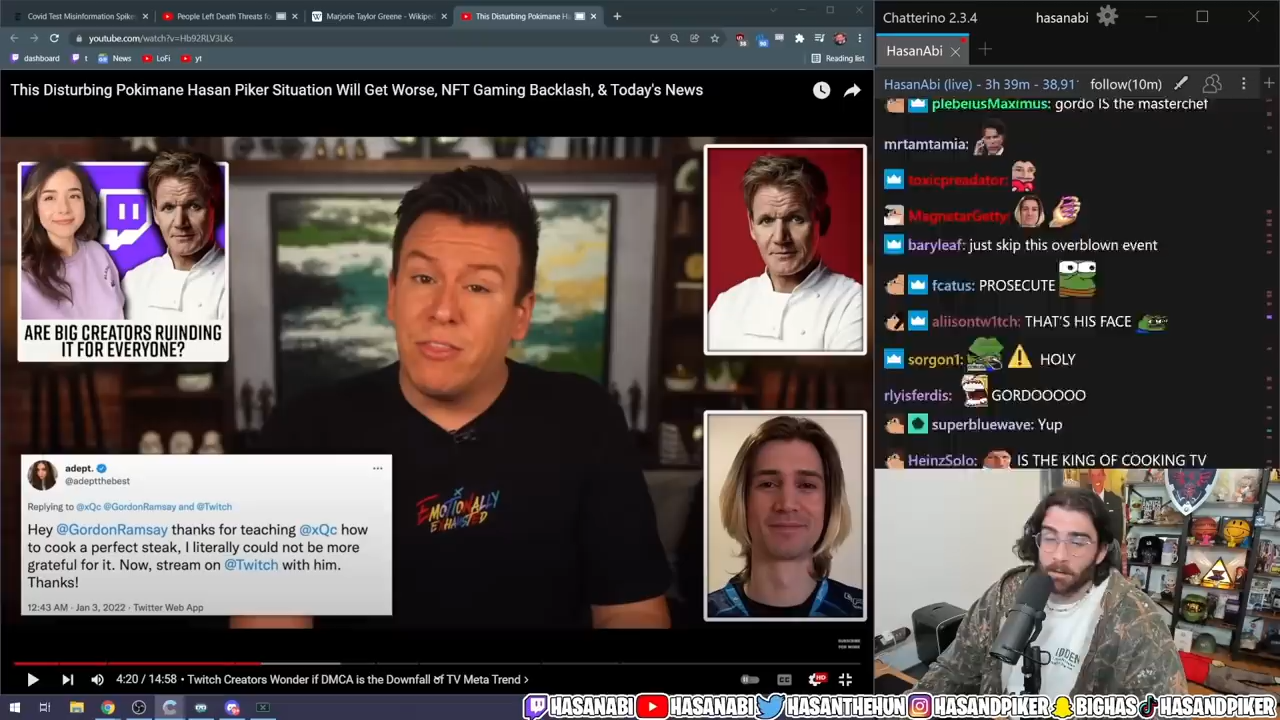 Covid Test Misinformation Spike
People Left Death Threats fo
Marjorie Taylor Greene - Wikiped
This Disturbing Pokimane Ha
youtube.com/watch?v=Hb92RLV3LKs
dashboard
t
News
LoFi
yt
Reading list
This Disturbing Pokimane Hasan Piker Situation Will Get Worse, NFT Gaming Backlash, & Today's News
ARE BIG CREATORS RUINDING
IT FOR EVERYONE?
EMOTIONALLY
EXHAUSTED
adept.
@adeptthebest
Replying to @xQc @GordonRamsay and @Twitch
Hey @GordonRamsay thanks for teaching @xQc how
to cook a perfect steak, I literally could not be more
grateful for it. Now, stream on @Twitch with him.
Thanks!
12:43 AM · Jan 3, 2022 · Twitter Web App
SUBSCRIBE
FOR MORE
4:20 / 14:58 • Twitch Creators Wonder if DMCA is the Downfall of TV Meta Trend >
HD
Chatterino 2.3.4
hasanabi
HasanAbi
HasanAbi (live) - 3h 39m - 38,91
follow(10m)
plebeiusMaximus: gordo IS the masterchef
mrtamtamia:
toxicpreadator:
MagnetarGetty:
baryleaf: just skip this overblown event
fcatus: PROSECUTE
aliisontw1tch: THAT'S HIS FACE
sorgon1: HOLY
rlyisferdis: GORDOOOOO
superbluewave: Yup
HeinzSolo: IS THE KING OF COOKING TV
HASANABI
HASANABI
HASANTHEHUN
HASANDPIKER
BIGHAS
HASANDPIKER